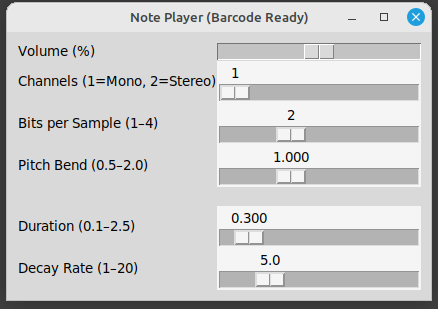 Note Player (Barcode Ready)
Volume (%)
1
Channels (1=Mono, 2=Stereo)
2
Bits per Sample (1–4)
1.000
Pitch Bend (0.5–2.0)
0.300
Duration (0.1–2.5)
5.0
Decay Rate (1–20)